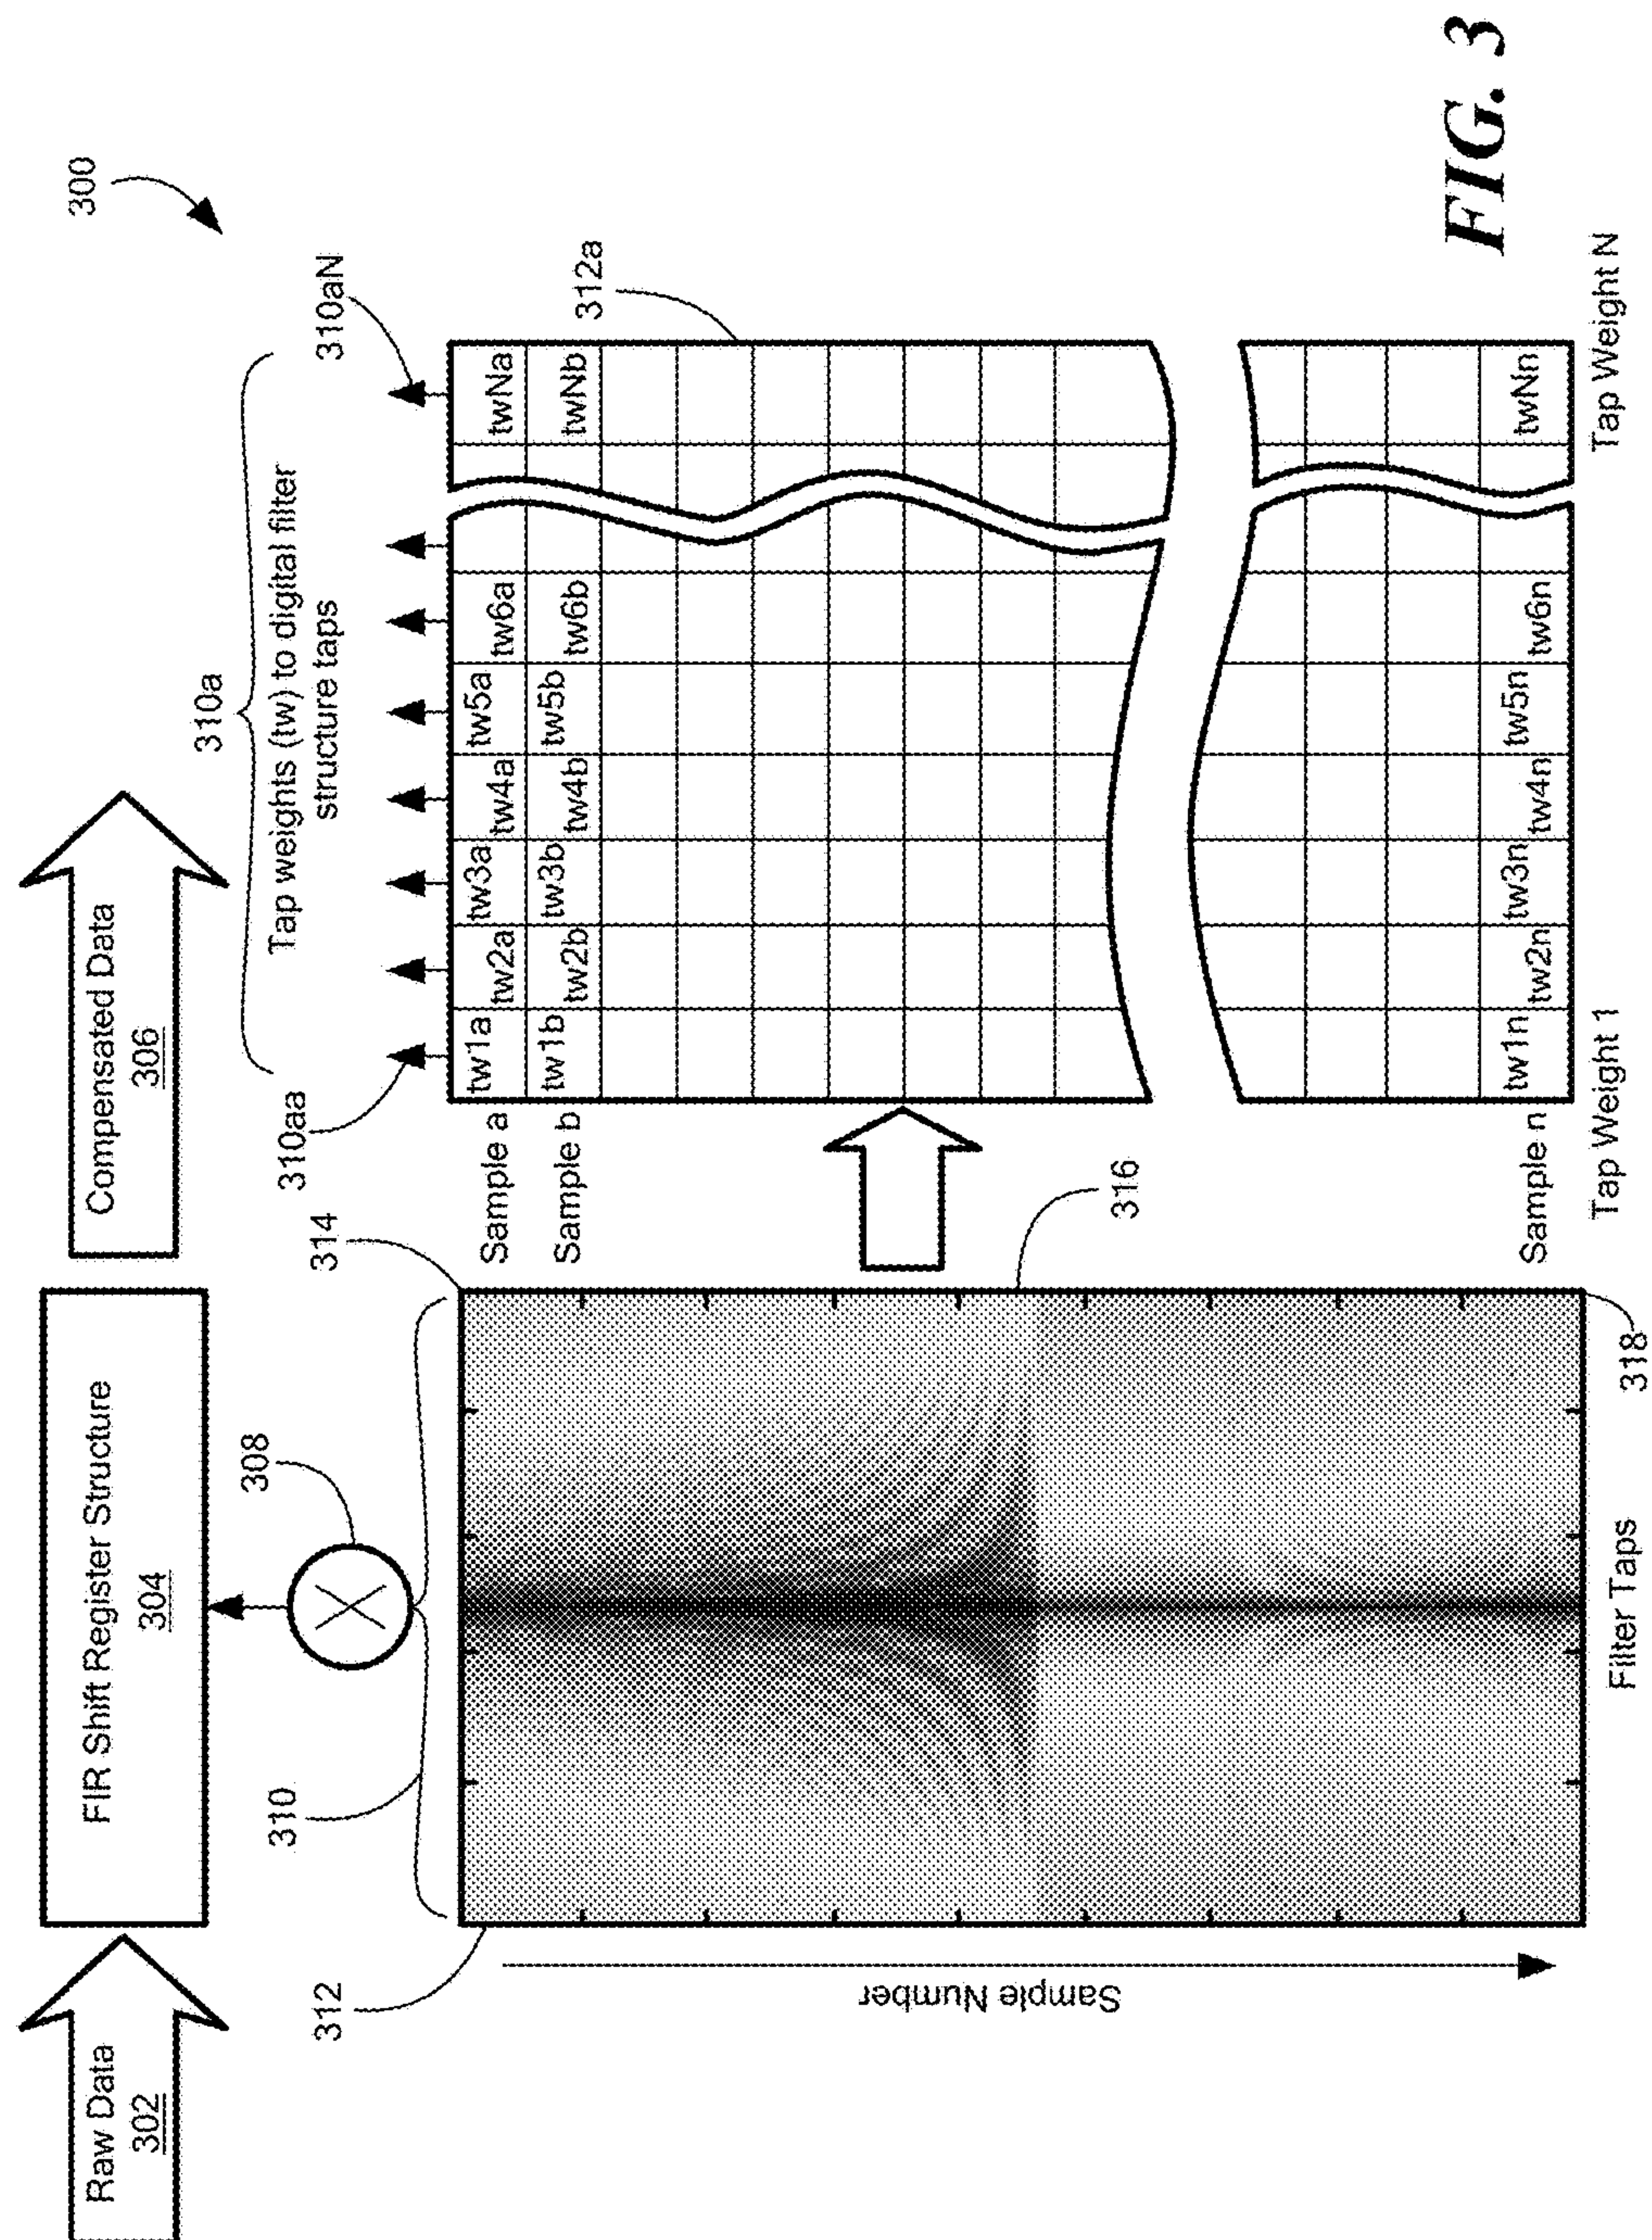 300
Raw Data
302
FIR Shift Register Structure
304
Compensated Data
306
308
310
310a
Tap weights (tw) to digital filter
structure taps
310aa
310aN
312
314
312a
Sample Number
316
318
Filter Taps
Sample a
tw1a tw2a tw3a tw4a tw5a tw6a twNa
Sample b
tw1b tw2b tw3b tw4b tw5b tw6b twNb
Sample n
tw1n tw2n tw3n tw4n tw5n tw6n twNn
Tap Weight 1
Tap Weight N
FIG. 3